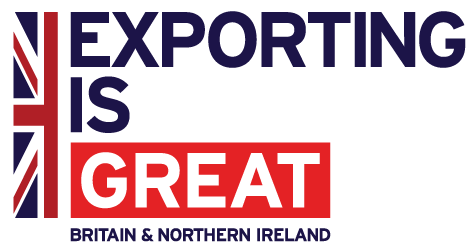 EXPORTING
IS
GREAT
BRITAIN & NORTHERN IRELAND